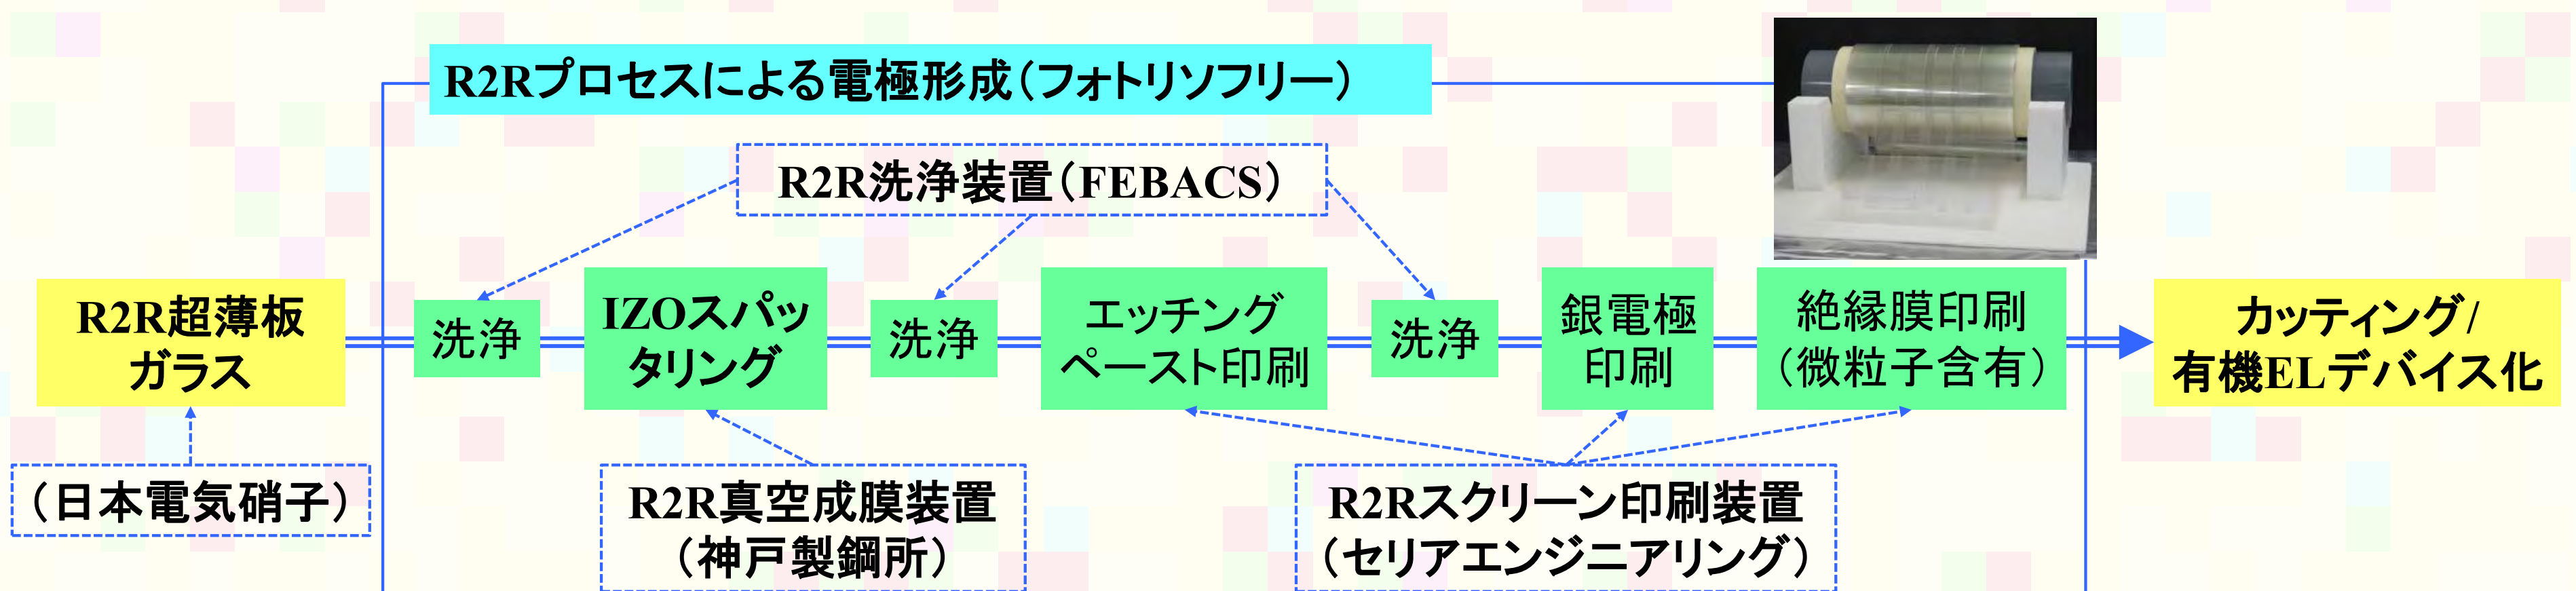 R2Rプロセスによる電極形成（フォトリソフリー）
R2R洗浄装置（FEBACS）
R2R超薄板
ガラス
洗浄
IZOスパッ
タリング
洗浄
エッチング
ペースト印刷
洗浄
銀電極
印刷
絶縁膜印刷
（微粒子含有）
カッティング/
有機ELデバイス化
（日本電気硝子）
R2R真空成膜装置
（神戸製鋼所）
R2Rスクリーン印刷装置
（セリアエンジニアリング）